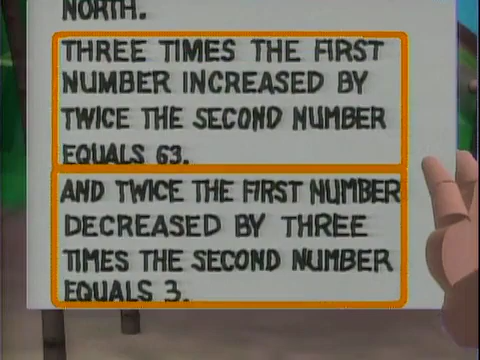 NORTH.
THREE TIMES THE FIRST
NUMBER INCREASED BY
TWICE THE SECOND NUMBER
EQUALS 63.
AND TWICE THE FIRST NUMBER
DECREASED BY THREE
TIMES THE SECOND NUMBER
EQUALS 3.